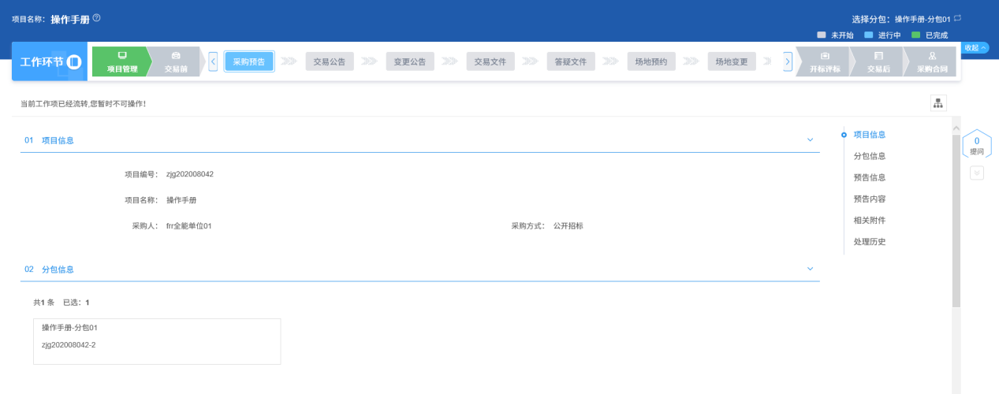 项目名称：操作手册
选择分包：操作手册-分包01
未开始 进行中 已完成
工作环节 项目管理 交易前 采购预告 交易公告 变更公告 交易文件 答疑文件 场地预约 场地变更 开标评标 交易后 采购合同 收起
当前工作项已经流转,您暂时不可操作!
01 项目信息
项目编号： zjg202008042
项目名称： 操作手册
采购人： frr全能单位01 采购方式： 公开招标
02 分包信息
共1 条 已选：1
操作手册-分包01
zjg202008042-2
项目信息
分包信息
预告信息
预告内容
相关附件
处理历史
0
提问